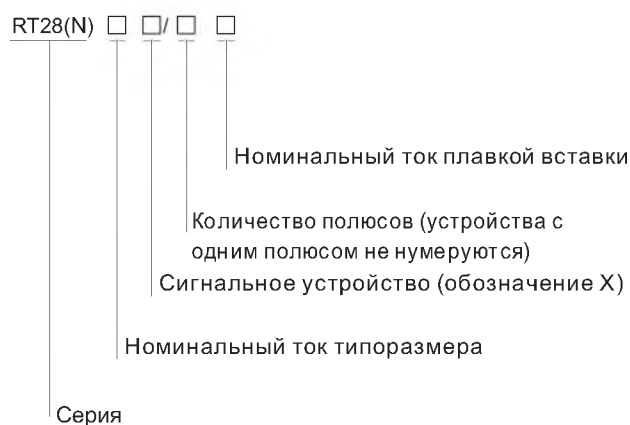 RT28(N) □ □/□ □
Номинальный ток плавкой вставки
Количество полюсов (устройства с
одним полюсом не нумеруются)
Сигнальное устройство (обозначение X)
Номинальный ток типоразмера
Серия